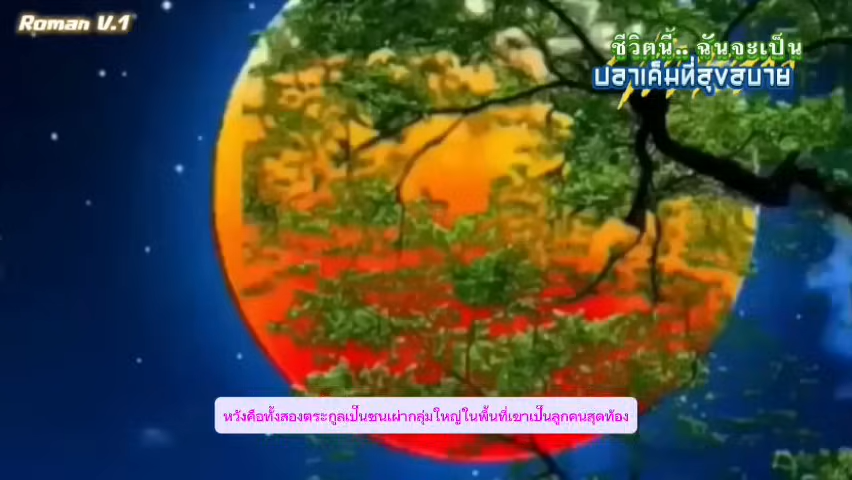 Roman V.1
ชีวิตนี้.. ฉันจะเป็น
ปลาเค็มที่สุขสบาย
หวังคือทั้งสองตระกูลเป็นชนเผ่ากลุ่มใหญ่ในพื้นที่เขาเป็นลูกคนสุดท้อง